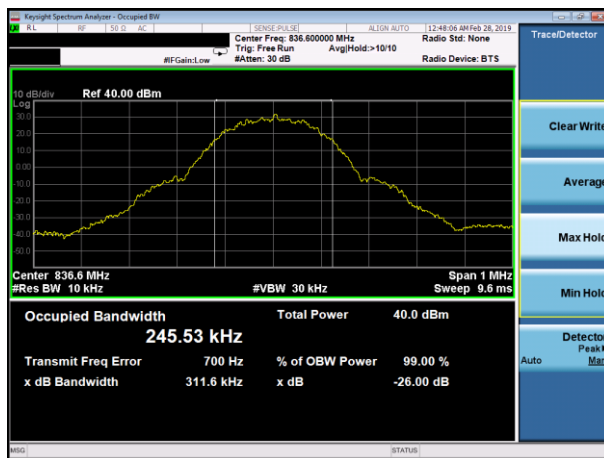 Keysight Spectrum Analyzer - Occupied BW
RL RF 50 Ω AC SENSE:PULSE ALIGN AUTO 12:48:06 AM Feb 28, 2019
Center Freq: 836.600000 MHz Radio Std: None
Trig: Free Run Avg|Hold:>10/10
#IFGain:Low #Atten: 30 dB Radio Device: BTS
Trace/Detector
10 dB/div Ref 40.00 dBm
Log
30.0
20.0
10.0
0.00
-10.0
-20.0
-30.0
-40.0
-50.0
Center 836.6 MHz Span 1 MHz
#Res BW 10 kHz #VBW 30 kHz Sweep 9.6 ms
Occupied Bandwidth Total Power 40.0 dBm
245.53 kHz
Transmit Freq Error 700 Hz % of OBW Power 99.00 %
x dB Bandwidth 311.6 kHz x dB -26.00 dB
Clear Write
Average
Max Hold
Min Hold
Detector
Peak
Auto Man
MSG STATUS